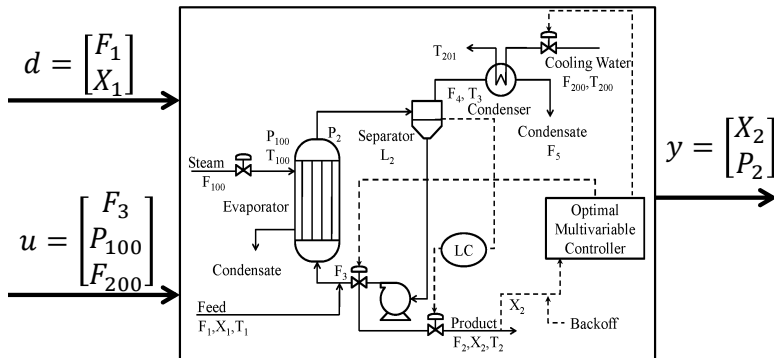 d = [F₁ X₁]
u = [F₃ P₁₀₀ F₂₀₀]
y = [X₂ P₂]
T₂₀₁
Cooling Water
F₂₀₀, T₂₀₀
F₄, T₃
Condenser
P₁₀₀
T₁₀₀
P₂
Separator
L₂
Condensate
F₅
Steam
F₁₀₀
Evaporator
Optimal
Multivariable
Controller
LC
Condensate
F₃
Feed
F₁,X₁,T₁
Product
F₂,X₂,T₂
X₂
Backoff